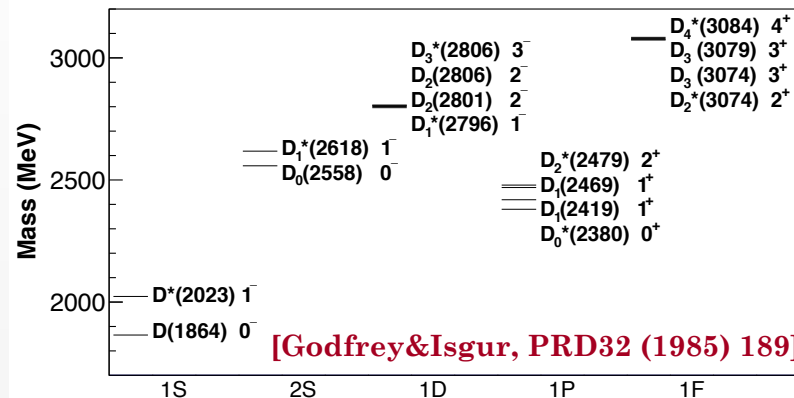 Mass (MeV)
3000
2500
2000
D*(2023) 1⁻
D(1864) 0⁻
D₁*(2618) 1⁻
D₀(2558) 0⁻
D₃*(2806) 3⁻
D₂(2806) 2⁻
D₂(2801) 2⁻
D₁*(2796) 1⁻
D₂*(2479) 2⁺
D₁(2469) 1⁺
D₁(2419) 1⁺
D₀*(2380) 0⁺
D₄*(3084) 4⁺
D₃ (3079) 3⁺
D₃ (3074) 3⁺
D₂*(3074) 2⁺
[Godfrey&Isgur, PRD32 (1985) 189]
1S 2S 1D 1P 1F